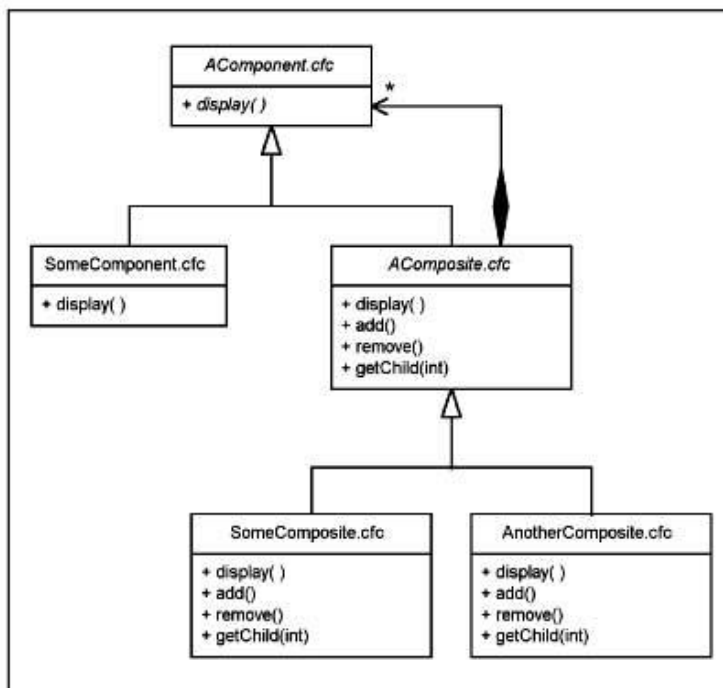 AComponent.cfc
+ display( )
*
SomeComponent.cfc
+ display( )
AComposite.cfc
+ display( )
+ add()
+ remove()
+ getChild(int)
SomeComposite.cfc
+ display( )
+ add()
+ remove()
+ getChild(int)
AnotherComposite.cfc
+ display( )
+ add()
+ remove()
+ getChild(int)